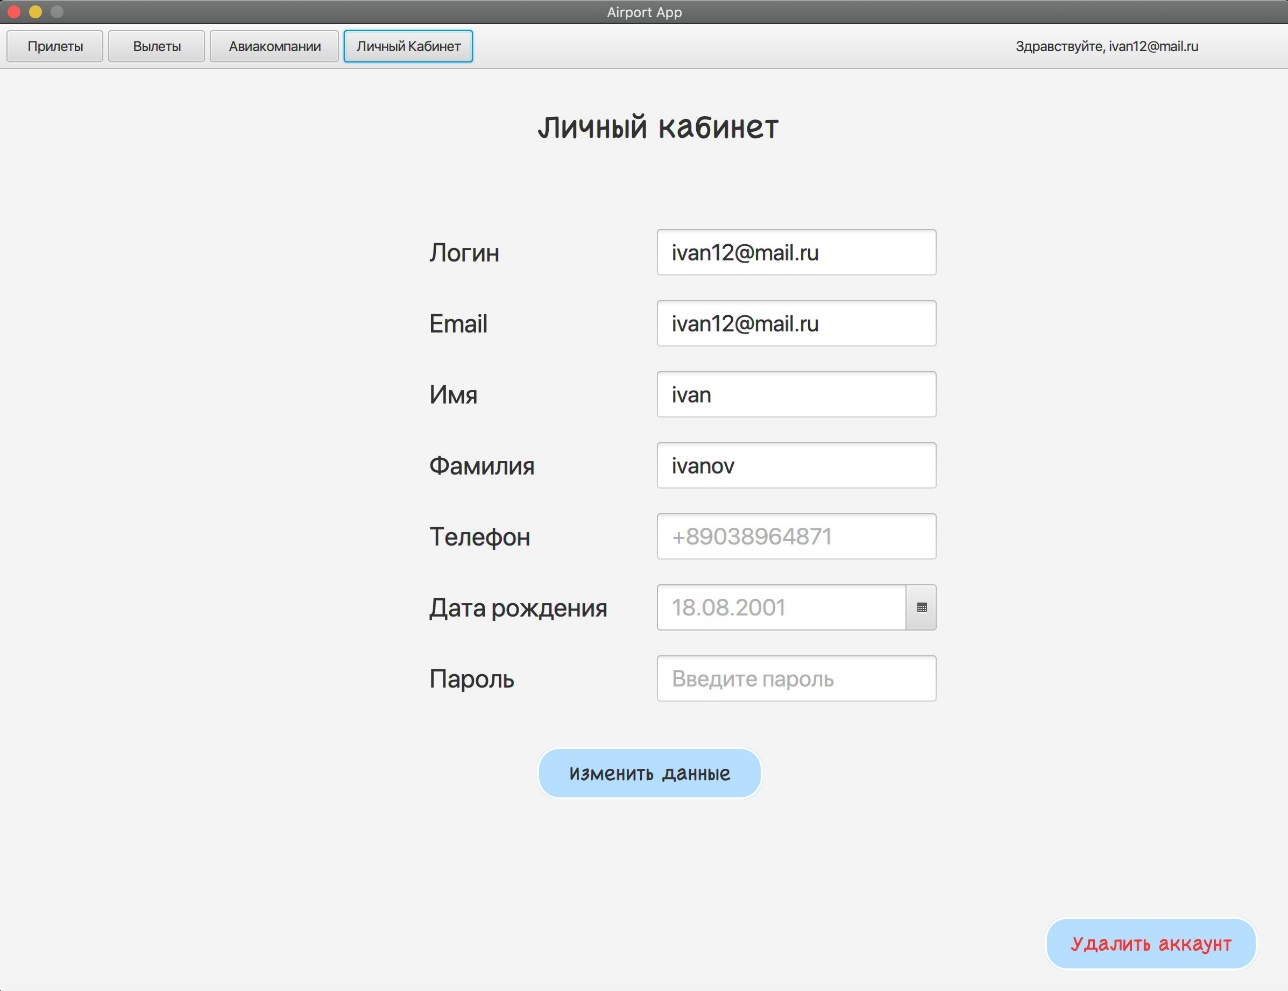 Airport App
Прилеты Вылеты Авиакомпании Личный Кабинет Здравствуйте, ivan12@mail.ru
Личный кабинет
Логин ivan12@mail.ru
Email ivan12@mail.ru
Имя ivan
Фамилия ivanov
Телефон +89038964871
Дата рождения 18.08.2001
Пароль Введите пароль
Изменить данные
Удалить аккаунт